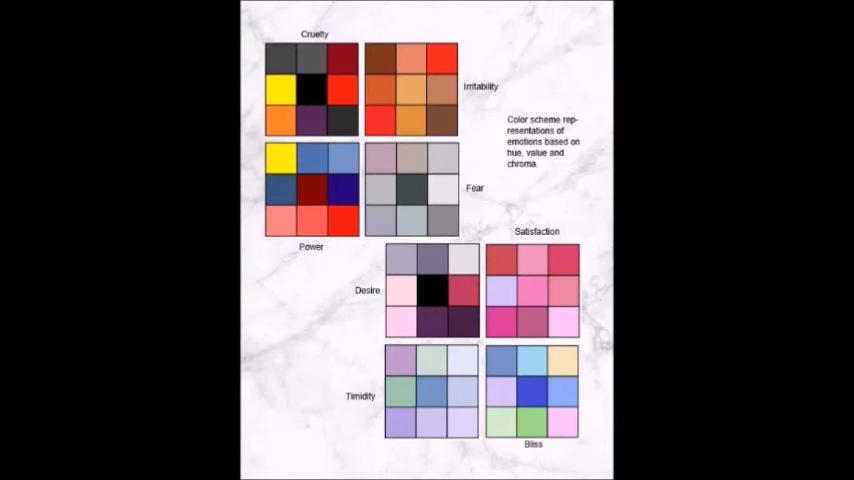 Cruelty
Irritability
Color scheme rep-
resentations of
emotions based on
hue, value and
chroma.
Fear
Power
Satisfaction
Desire
Timidity
Bliss